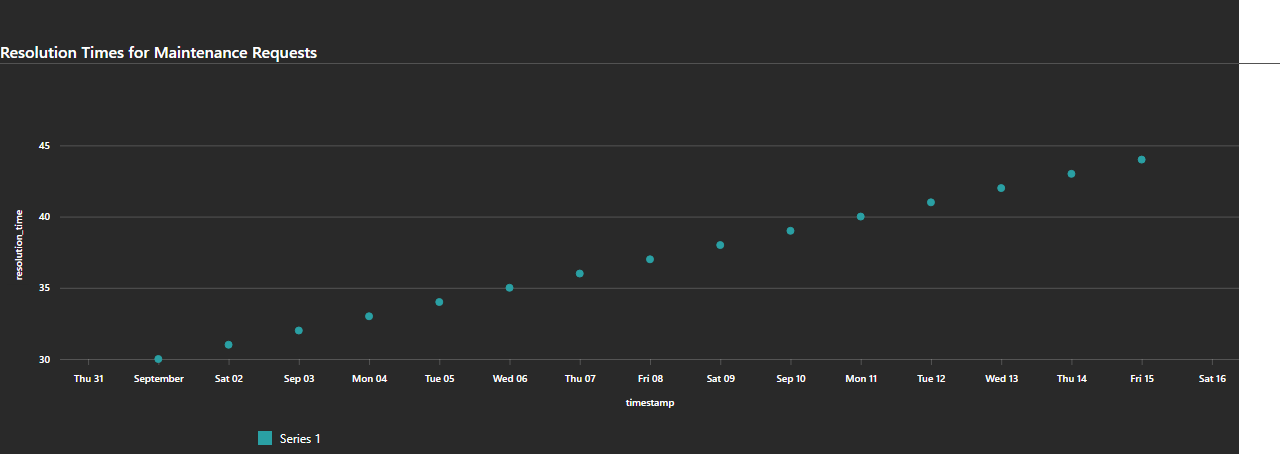 Resolution Times for Maintenance Requests
45
40
35
30
resolution_time
Thu 31 September Sat 02 Sep 03 Mon 04 Tue 05 Wed 06 Thu 07 Fri 08 Sat 09 Sep 10 Mon 11 Tue 12 Wed 13 Thu 14 Fri 15 Sat 16
timestamp
Series 1